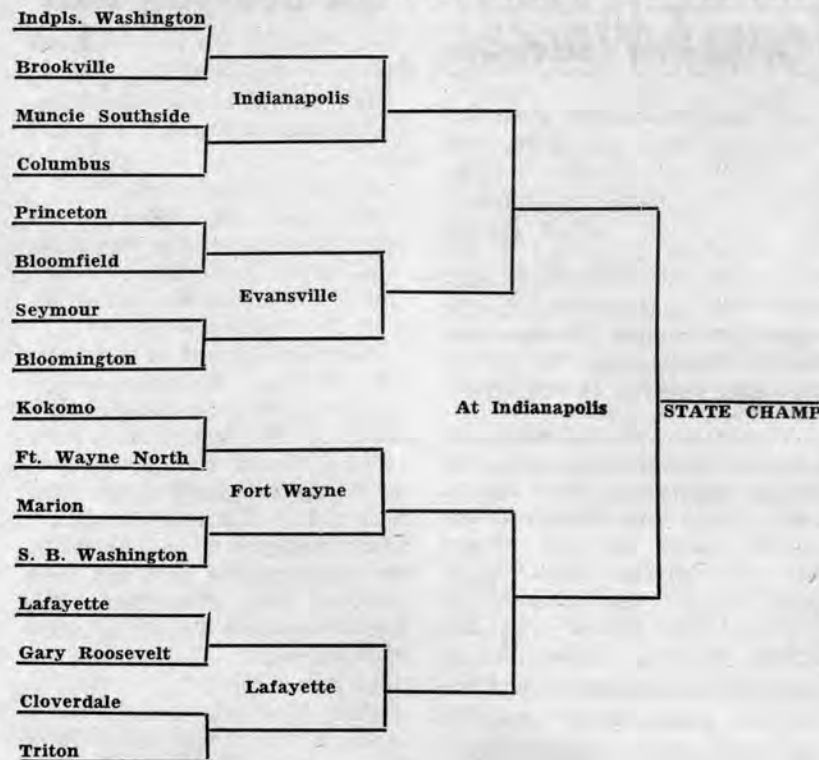 Indpls. Washington
Brookville
Indianapolis
Muncie Southside
Columbus
Princeton
Bloomfield
Evansville
Seymour
Bloomington
Kokomo
At Indianapolis
STATE CHAMP
Ft. Wayne North
Fort Wayne
Marion
S. B. Washington
Lafayette
Gary Roosevelt
Lafayette
Cloverdale
Triton